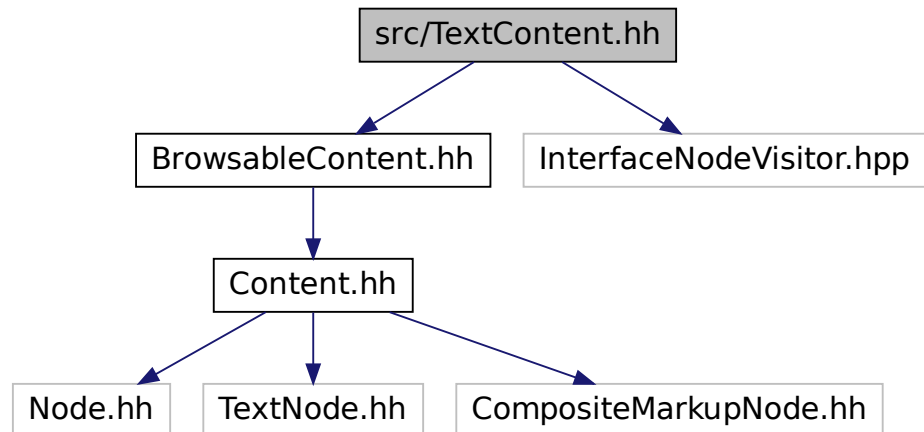 src/TextContent.hh
BrowsableContent.hh
InterfaceNodeVisitor.hpp
Content.hh
Node.hh
TextNode.hh
CompositeMarkupNode.hh